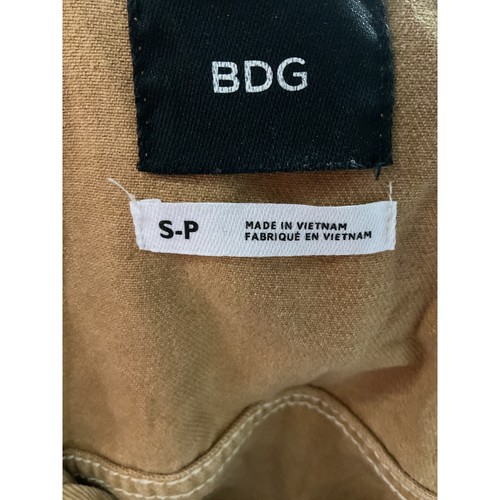 BDG
S-P
MADE IN VIETNAM
FABRIQUÉ EN VIETNAM